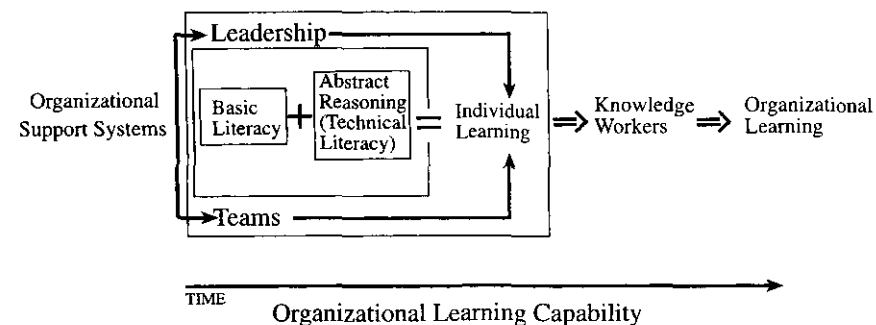 Leadership
Organizational
Support Systems
Basic
Literacy
+
Abstract
Reasoning
(Technical
Literacy)
=
Individual
Learning
Knowledge
Workers
Organizational
Learning
Teams
TIME
Organizational Learning Capability